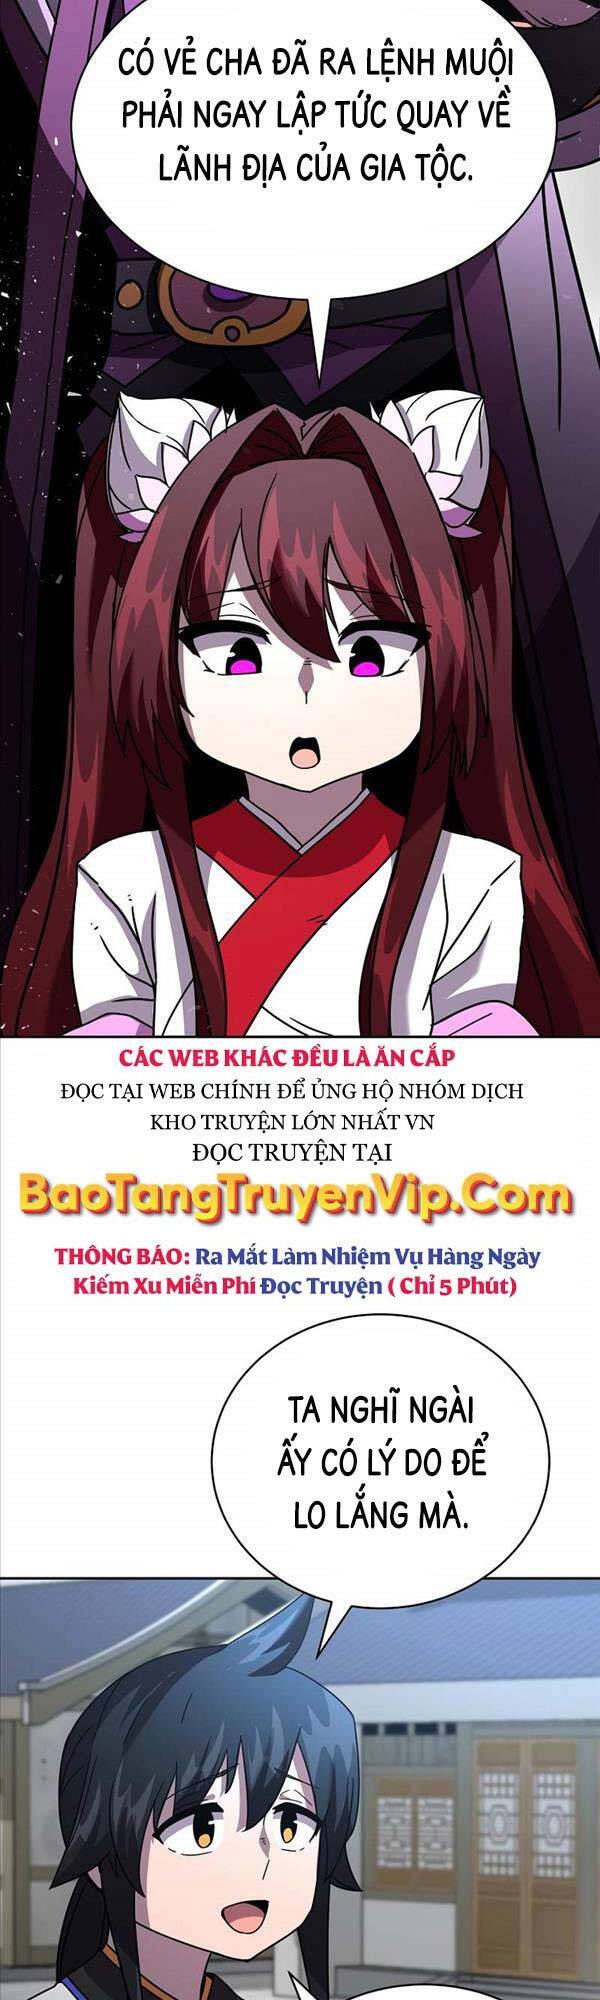 CÓ VẺ CHA ĐÃ RA LỆNH MUỘI
PHẢI NGAY LẬP TỨC QUAY VỀ
LÃNH ĐỊA CỦA GIA TỘC.
CÁC WEB KHÁC ĐỀU LÀ ĂN CẮP
ĐỌC TẠI WEB CHÍNH ĐỂ ỦNG HỘ NHÓM DỊCH
KHO TRUYỆN LỚN NHẤT VN
ĐỌC TRUYỆN TẠI
BaoTangTruyenVip.Com
THÔNG BÁO: Ra Mắt Làm Nhiệm Vụ Hàng Ngày
Kiếm Xu Miễn Phí Đọc Truyện ( Chỉ 5 Phút)
TA NGHĨ NGÀI
ẤY CÓ LÝ DO ĐỂ
LO LẮNG MÀ.